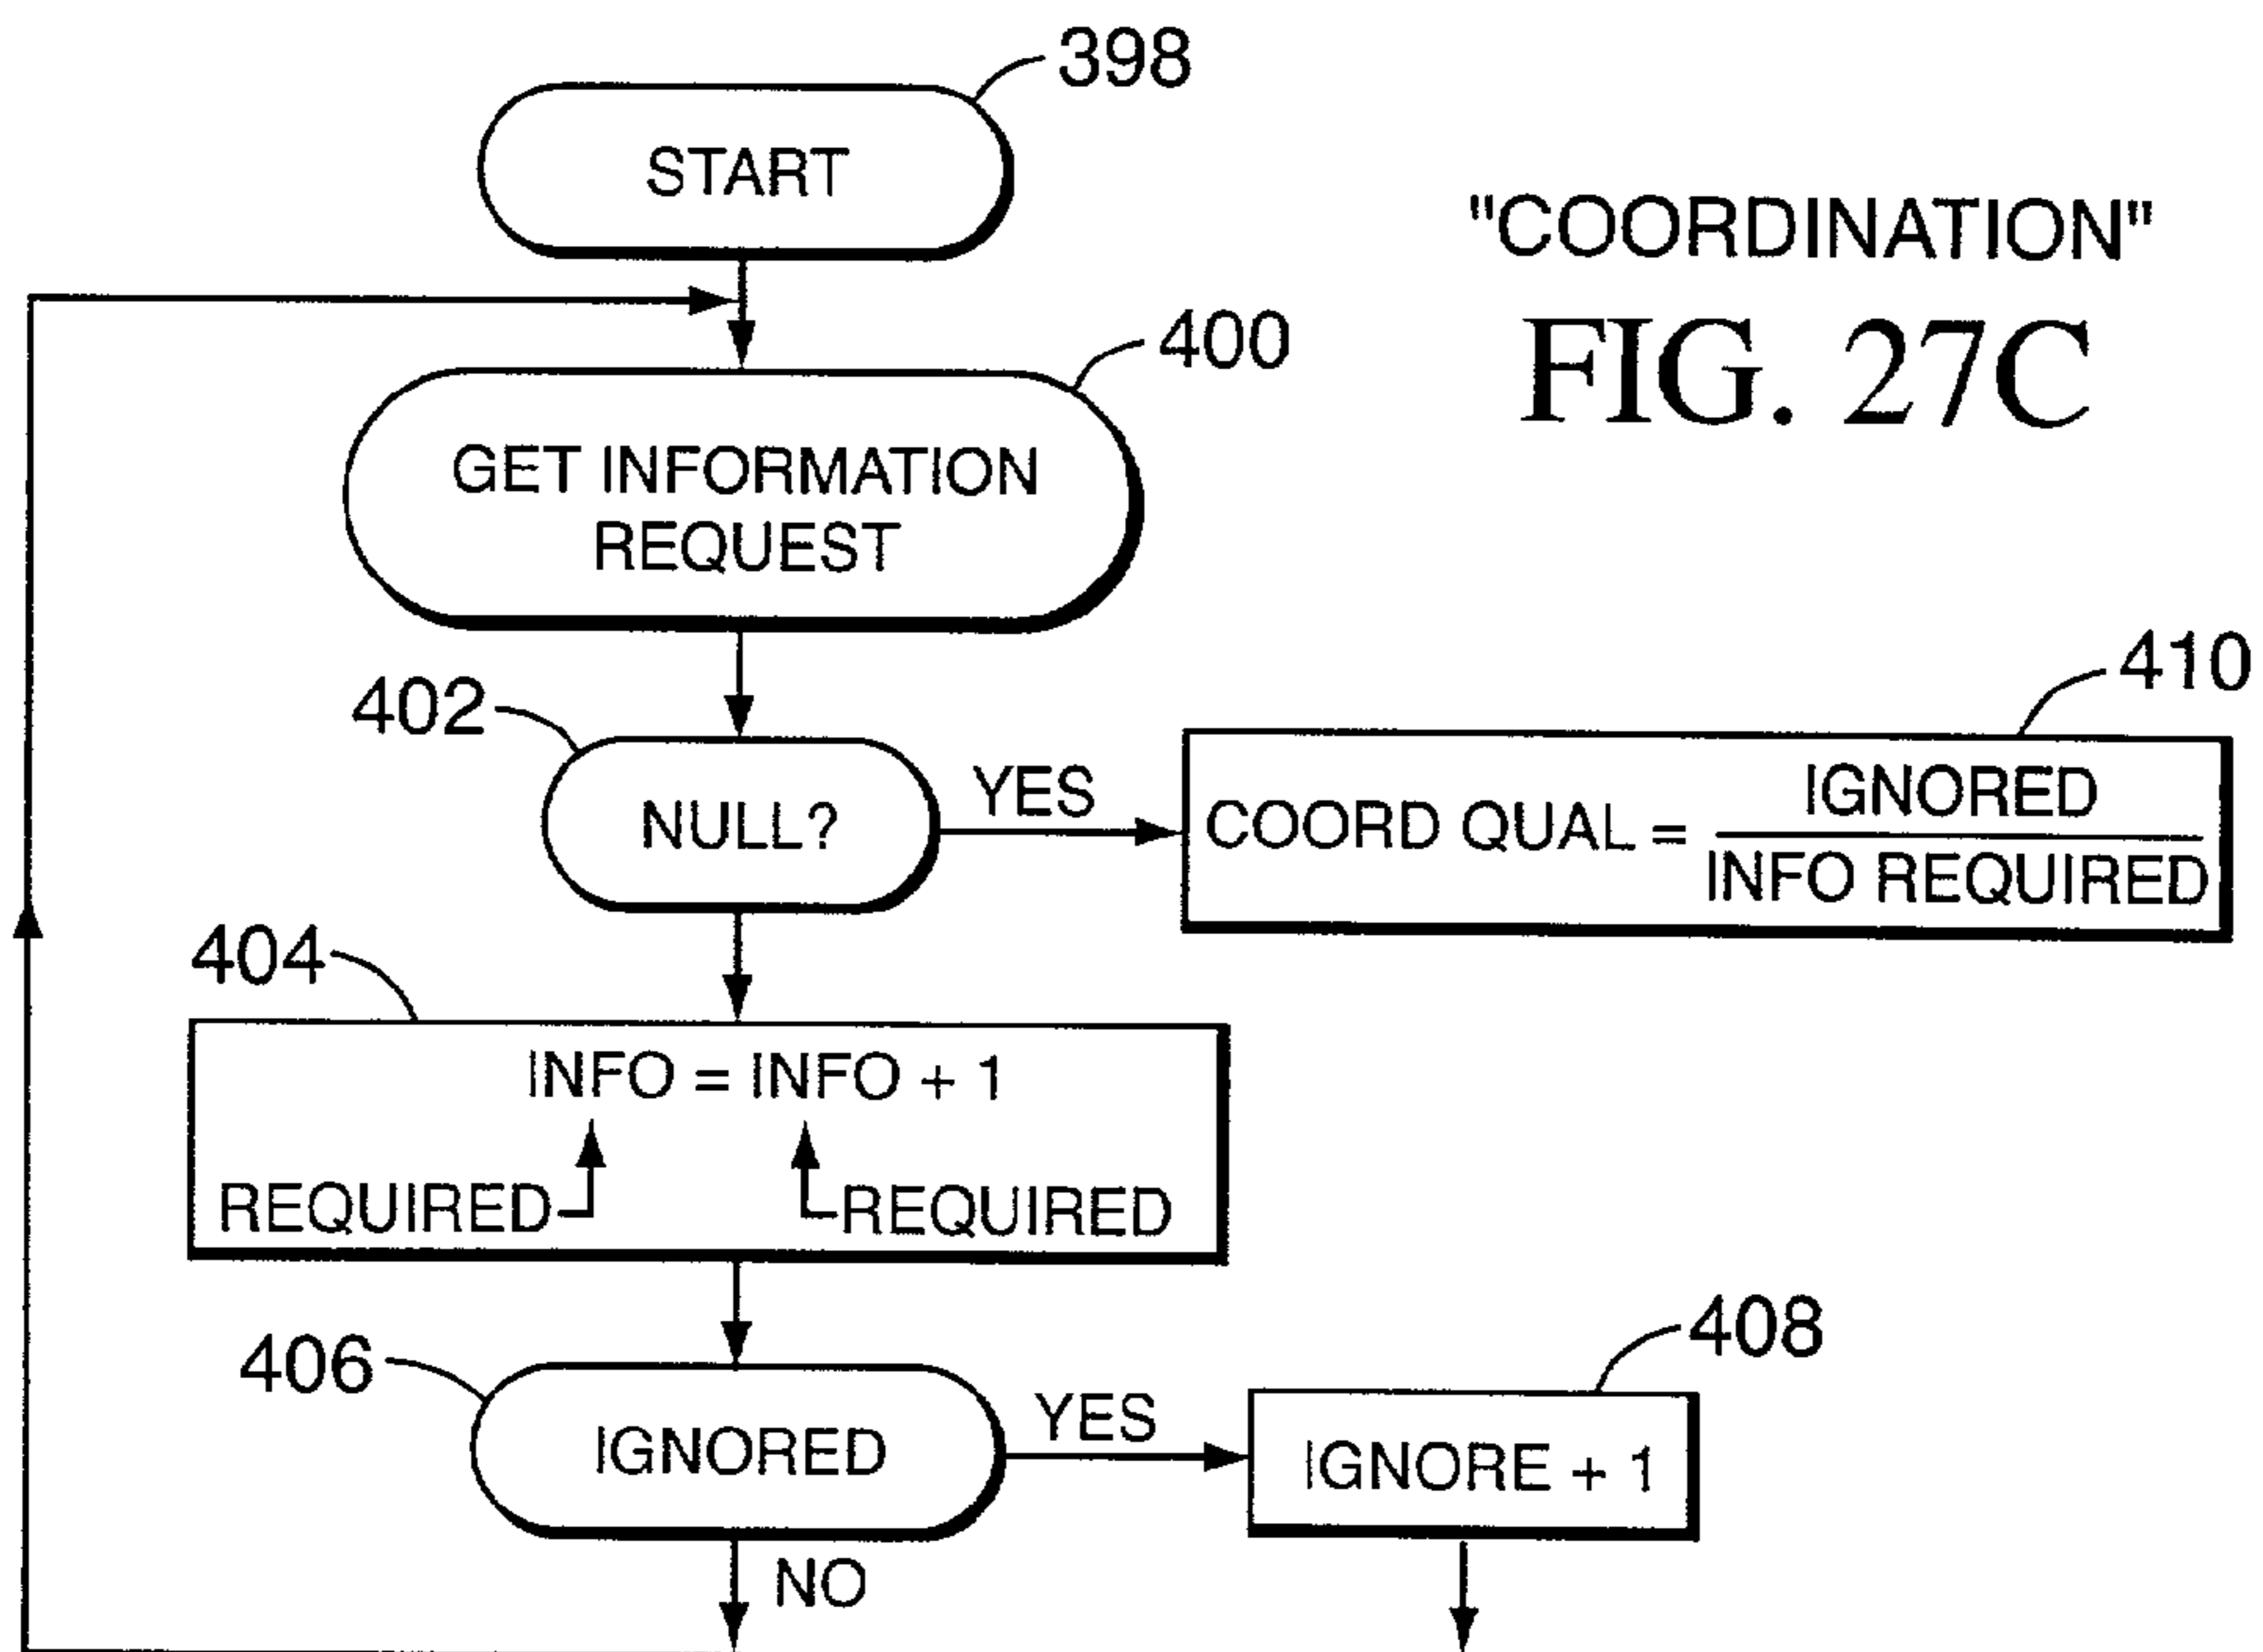 398
START
"COORDINATION"
FIG. 27C
400
GET INFORMATION
REQUEST
402
NULL?
YES
410
COORD QUAL = IGNORED
INFO REQUIRED
404
INFO = INFO + 1
REQUIRED REQUIRED
406
IGNORED
YES
408
IGNORE + 1
NO